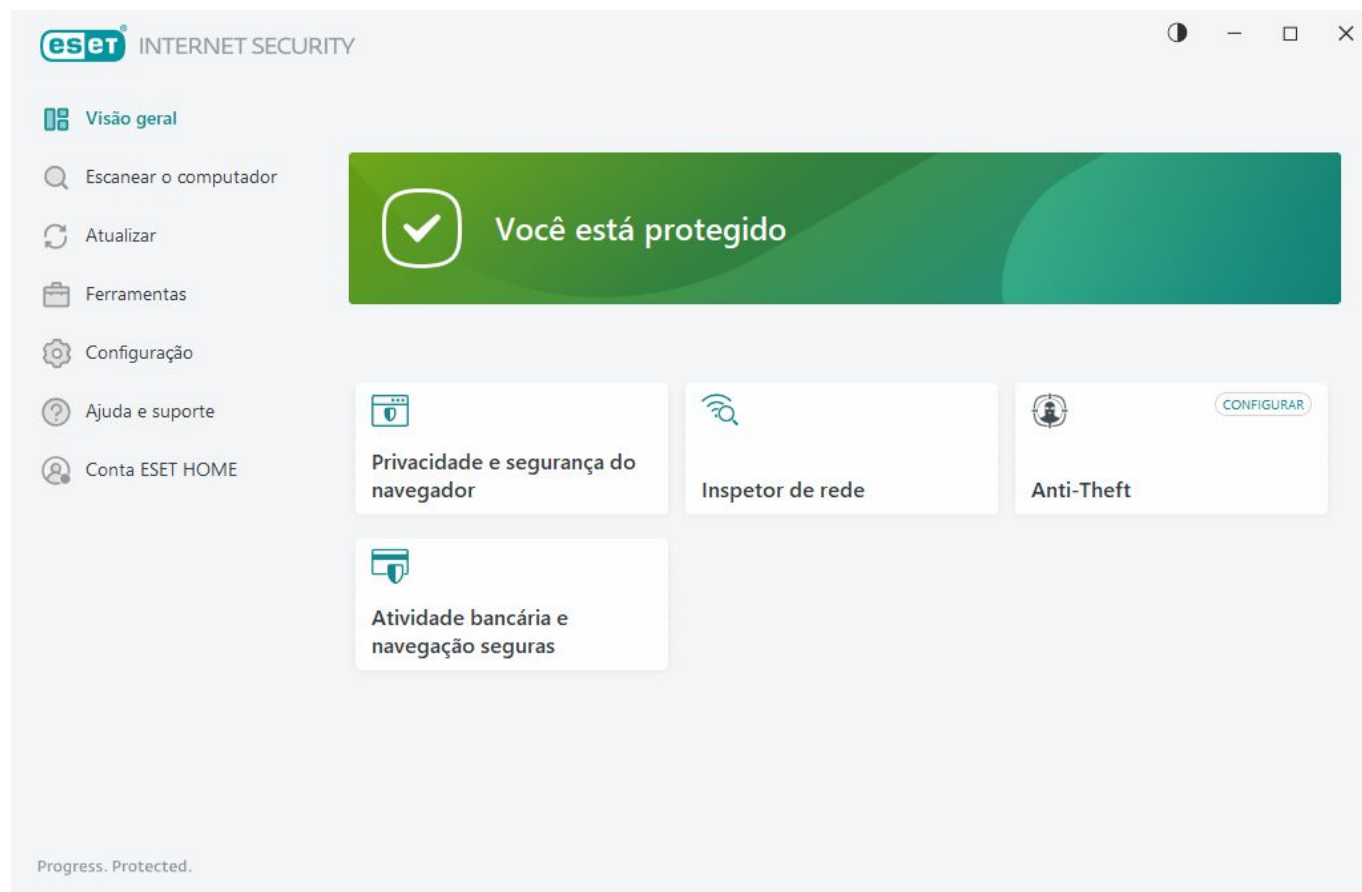 eset® INTERNET SECURITY
Visão geral
Escanear o computador
Atualizar
Ferramentas
Configuração
Ajuda e suporte
Conta ESET HOME
Você está protegido
Privacidade e segurança do
navegador
Inspetor de rede
CONFIGURAR
Anti-Theft
Atividade bancária e
navegação seguras
Progress. Protected.